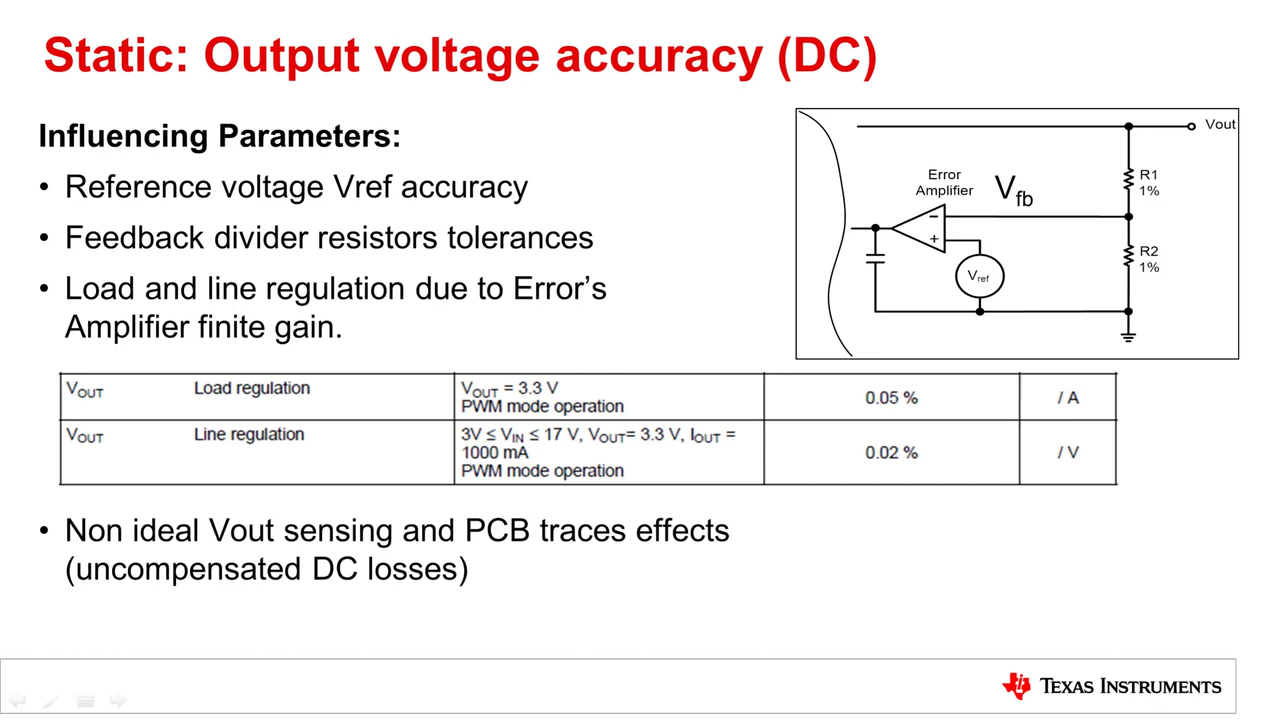 Static: Output voltage accuracy (DC)
Influencing Parameters:
• Reference voltage Vref accuracy
• Feedback divider resistors tolerances
• Load and line regulation due to Error's
Amplifier finite gain.
Vout
Error
Amplifier
Vfb
R1
1%
R2
1%
Vref
−
+
VOUT Load regulation VOUT = 3.3 V
PWM mode operation 0.05 % / A
VOUT Line regulation 3V ≤ VIN ≤ 17 V, VOUT= 3.3 V, IOUT =
1000 mA
PWM mode operation 0.02 % / V
• Non ideal Vout sensing and PCB traces effects
(uncompensated DC losses)
TEXAS INSTRUMENTS